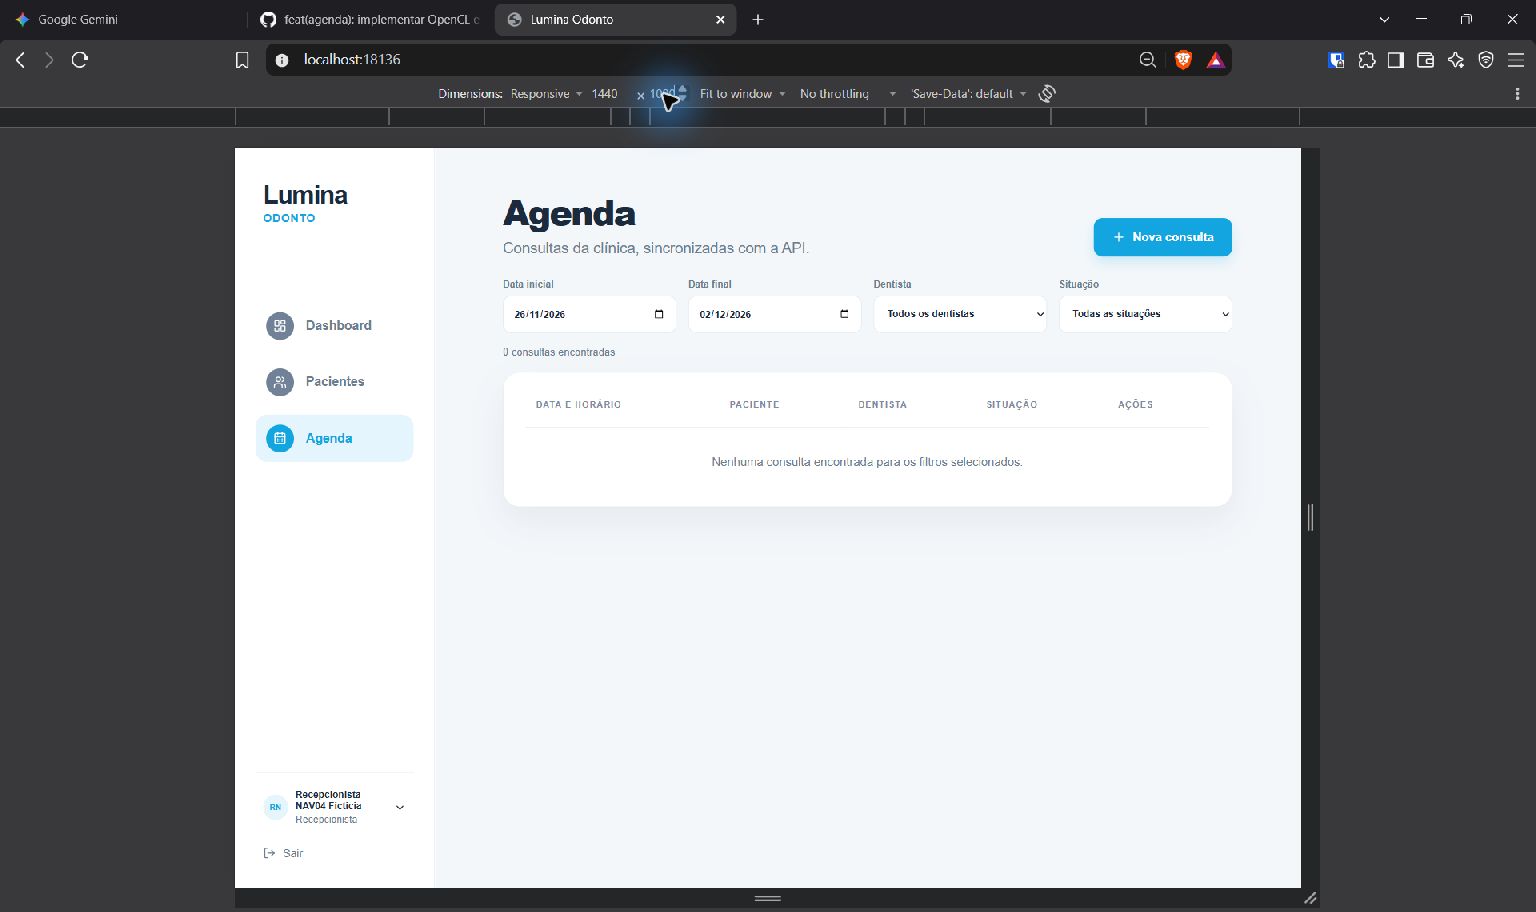 Google Gemini
feat(agenda): implementar OpenCL e
Lumina Odonto
localhost:18136
Dimensions: Responsive 1440 x 1080 Fit to window No throttling 'Save-Data': default
Lumina
ODONTO
Dashboard
Pacientes
Agenda
RN
Recepcionista
NAV04 Fictícia
Recepcionista
Sair
Agenda
Consultas da clínica, sincronizadas com a API.
+ Nova consulta
Data inicial Data final Dentista Situação
26/11/2026 02/12/2026 Todos os dentistas Todas as situações
0 consultas encontradas
DATA E HORÁRIO PACIENTE DENTISTA SITUAÇÃO AÇÕES
Nenhuma consulta encontrada para os filtros selecionados.